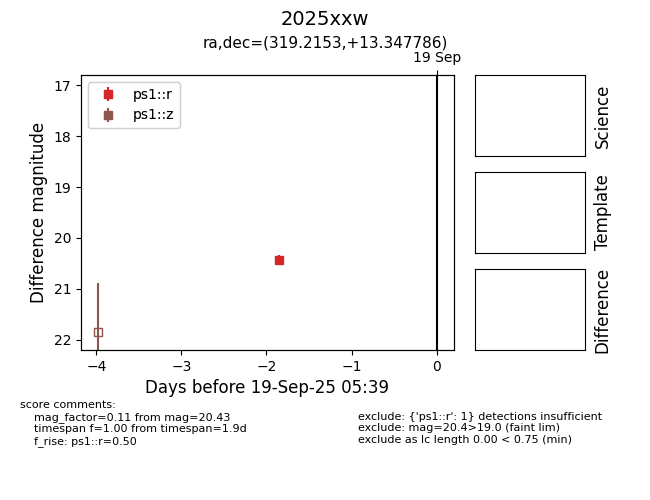 2025xxw
ra,dec=(319.2153,+13.347786)
19 Sep
ps1::r
ps1::z
17
18
19
20
21
22
Difference magnitude
−4
−3
−2
−1
0
Days before 19-Sep-25 05:39
Science
Template
Difference
score comments:
mag_factor=0.11 from mag=20.43
timespan f=1.00 from timespan=1.9d
f_rise: ps1::r=0.50
exclude: {'ps1::r': 1} detections insufficient
exclude: mag=20.4>19.0 (faint lim)
exclude as lc length 0.00 < 0.75 (min)